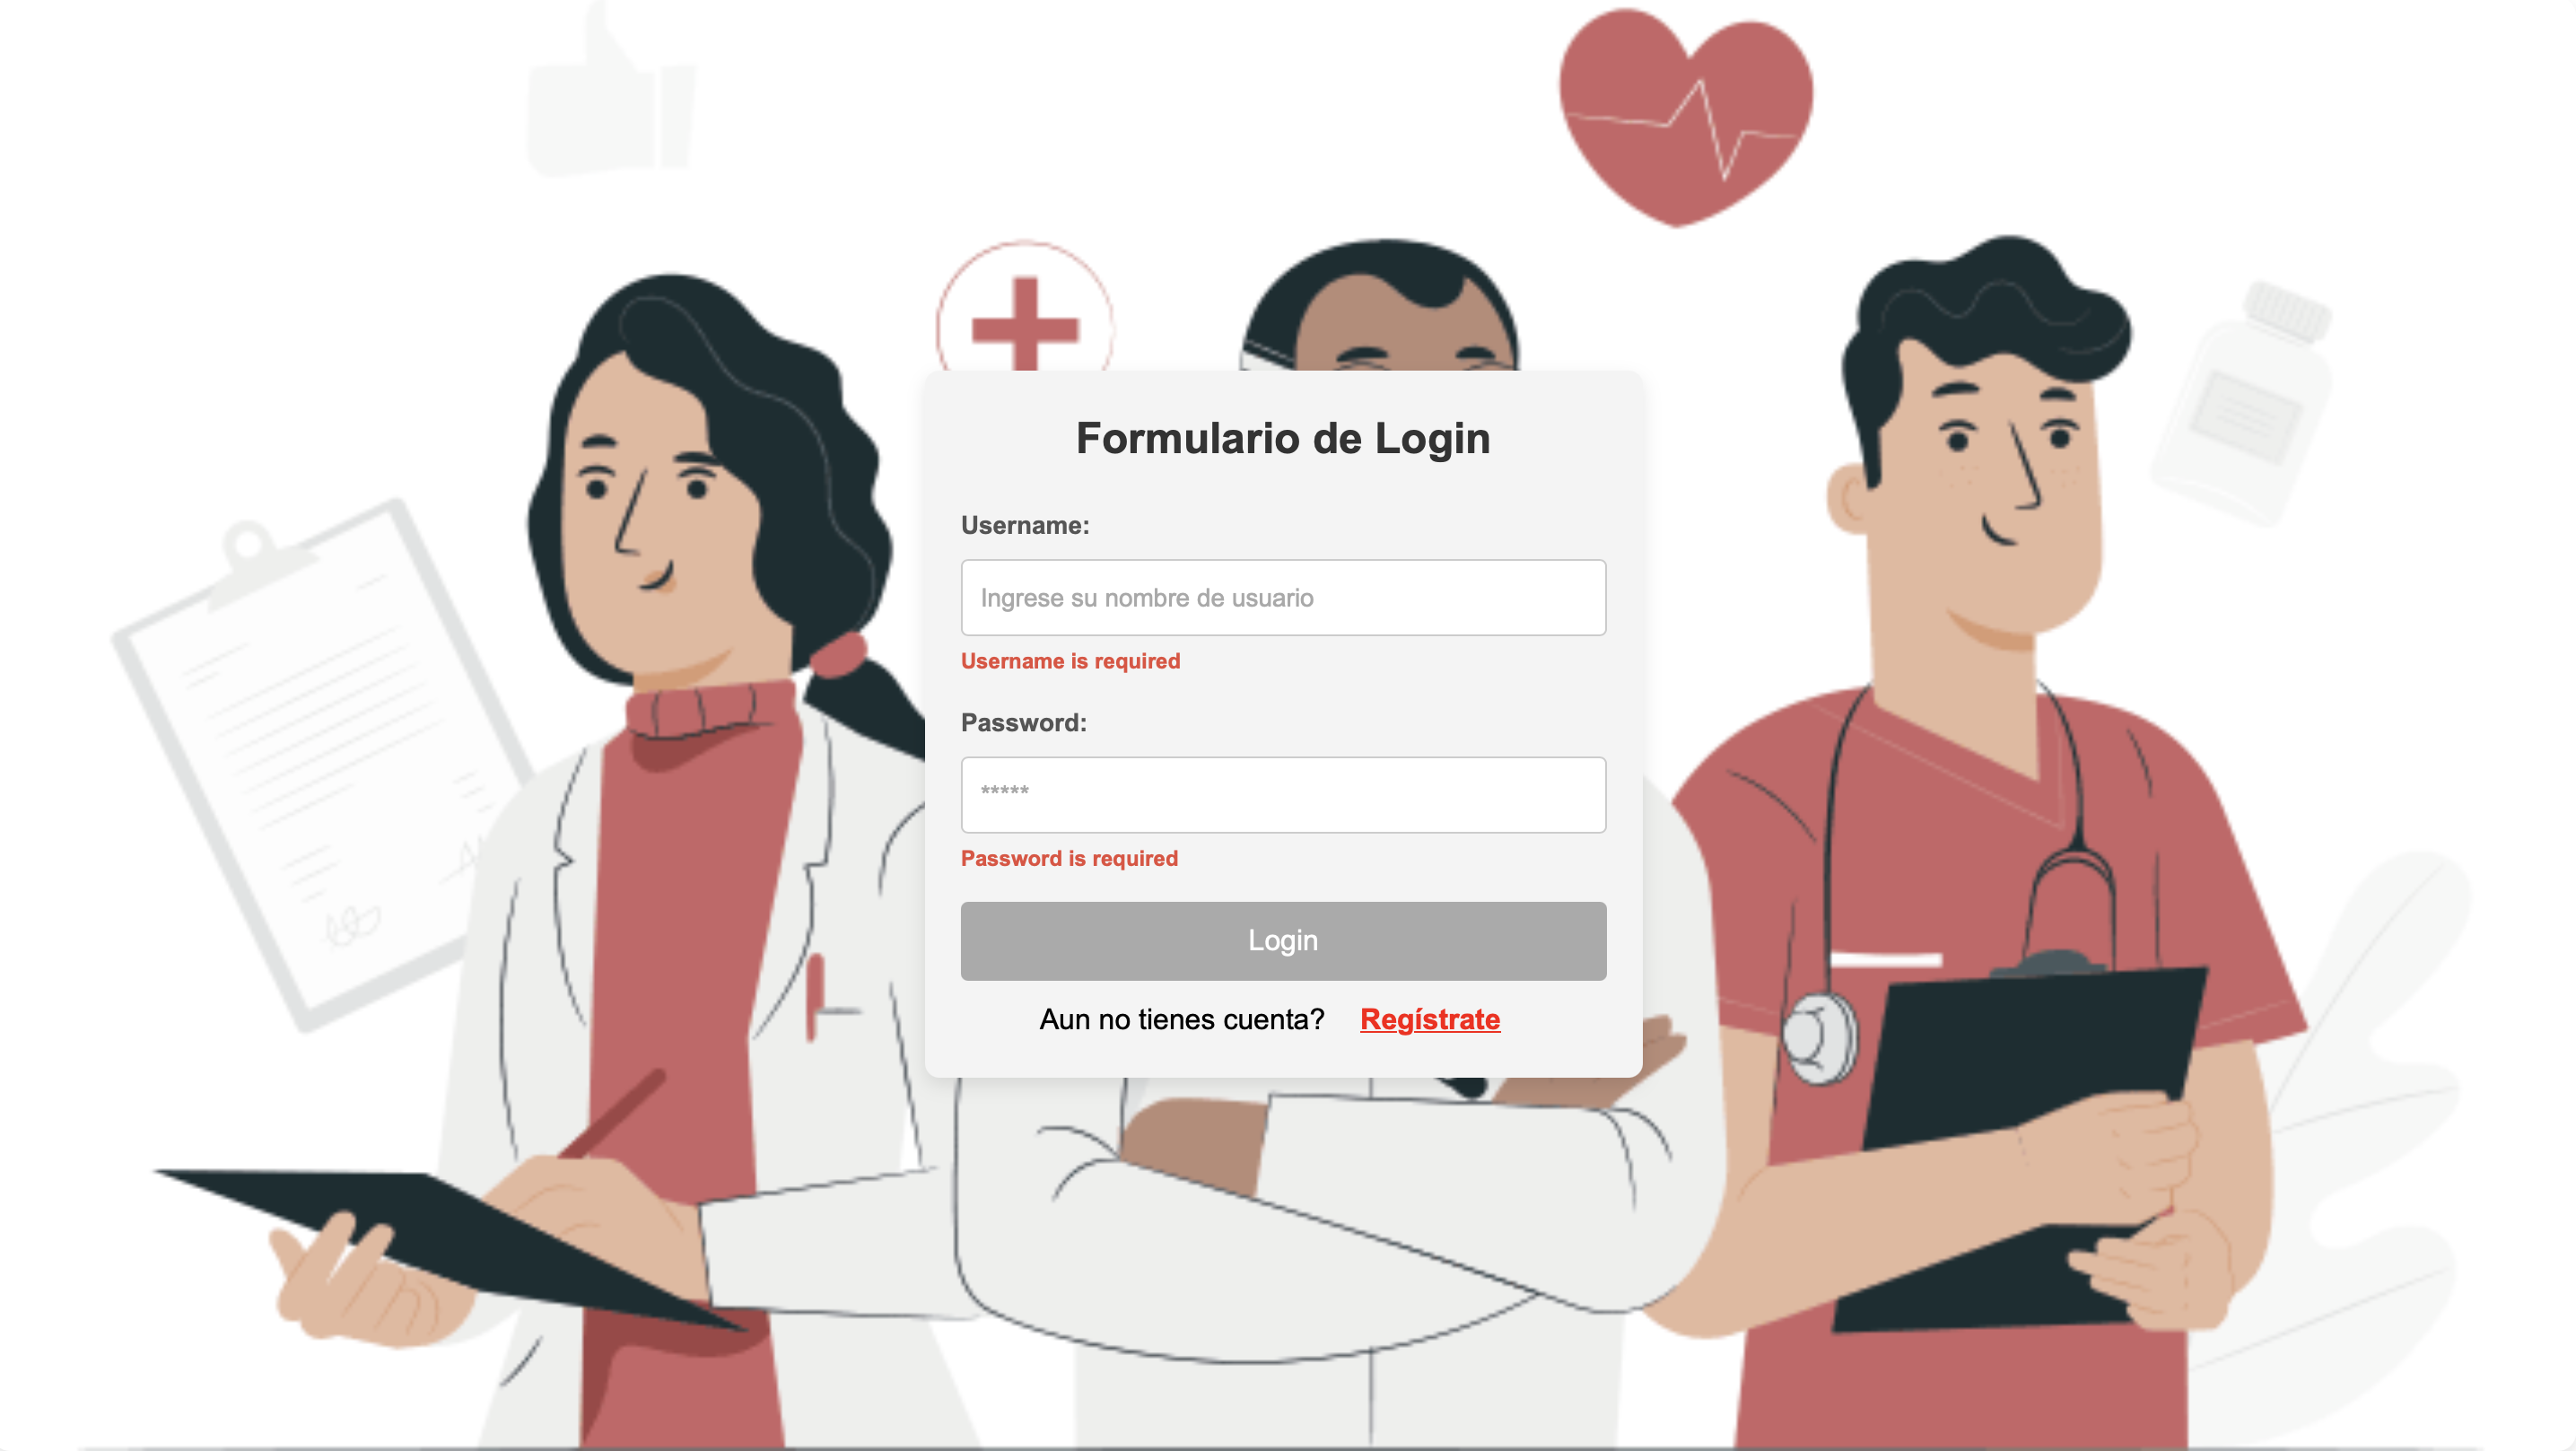 Formulario de Login
Username:
Ingrese su nombre de usuario
Username is required
Password:
*****
Password is required
Login
Aun no tienes cuenta? Regístrate